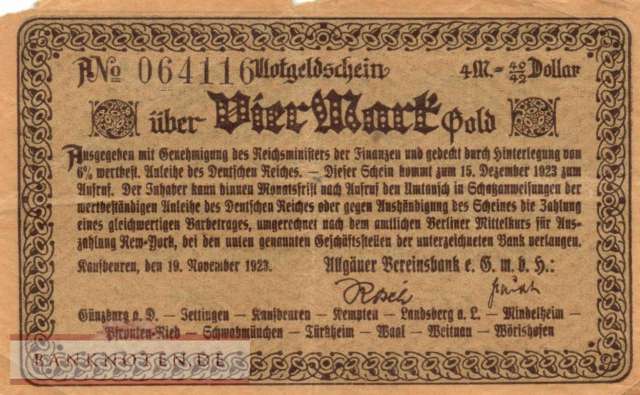 A No 064116 Notgeldschein 4 M. = 40/42 Dollar
über Vier Mark Gold
Ausgegeben mit Genehmigung des Reichsministers der Finanzen und gedeckt durch Hinterlegung von
6% wertbest. Anleihe des Deutschen Reiches. — Dieser Schein kommt zum 15. Dezember 1923 zum
Aufruf. Der Inhaber kann binnen Monatsfrist nach Aufruf den Umtausch in Schatzanweisungen der
wertbeständigen Anleihe des Deutschen Reiches oder gegen Aushändigung des Scheines die Zahlung
eines gleichwertigen Barbetrages, umgerechnet nach dem amtlichen Berliner Mittelkurs für Aus-
zahlung New-York, bei den unten genannten Geschäftsstellen der unterzeichneten Bank verlangen.
Kaufbeuren, den 19. November 1923. Allgäuer Vereinsbank e. G. m. b. H.:
Günzburg a. D. — Jettingen — Kaufbeuren — Kempten — Landsberg a. L. — Mindelheim
Pfronten-Ried — Schwabmünchen — Türkheim — Waal — Weitnau — Wörishofen
BANKNOTEN.DE